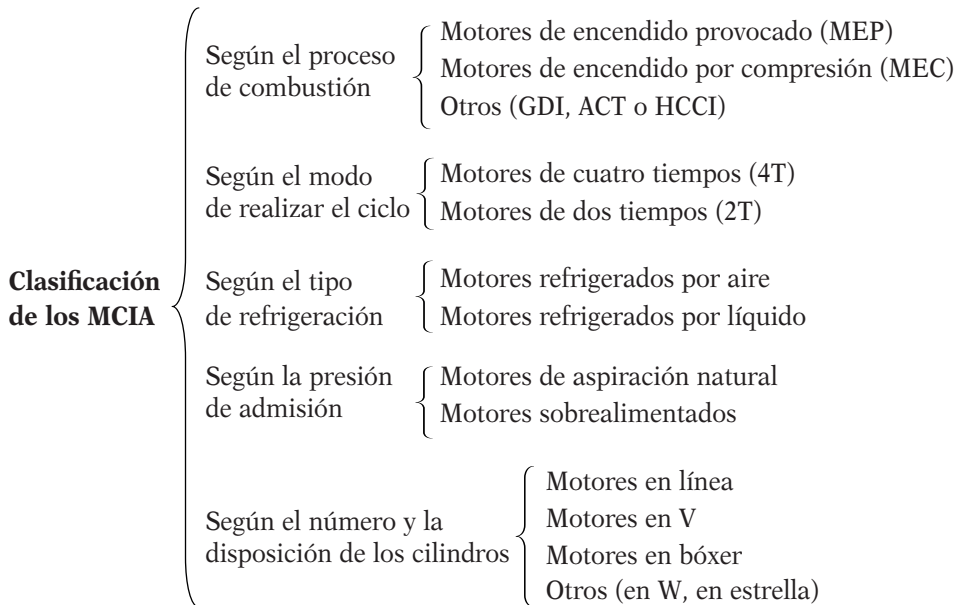 Clasificación
de los MCIA
Según el proceso
de combustión
Motores de encendido provocado (MEP)
Motores de encendido por compresión (MEC)
Otros (GDI, ACT o HCCI)
Según el modo
de realizar el ciclo
Motores de cuatro tiempos (4T)
Motores de dos tiempos (2T)
Según el tipo
de refrigeración
Motores refrigerados por aire
Motores refrigerados por líquido
Según la presión
de admisión
Motores de aspiración natural
Motores sobrealimentados
Según el número y la
disposición de los cilindros
Motores en línea
Motores en V
Motores en bóxer
Otros (en W, en estrella)